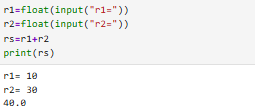 r1=float(input("r1="))
r2=float(input("r2="))
rs=r1+r2
print(rs)
r1= 10
r2= 30
40.0